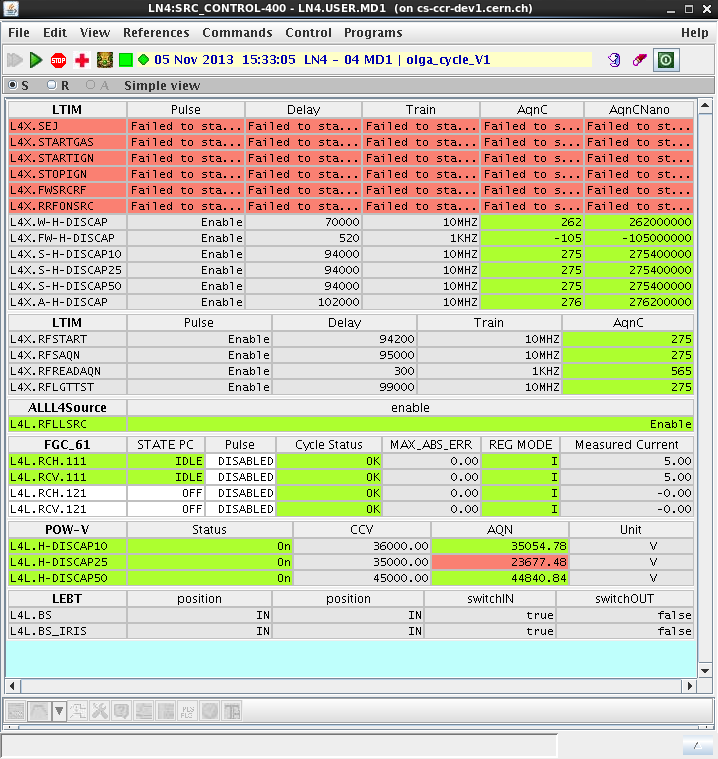 LN4:SRC_CONTROL-400 - LN4.USER.MD1 (on cs-ccr-dev1.cern.ch)
File Edit View References Commands Control Programs Help
STOP 05 Nov 2013 15:33:05 LN4 - 04 MD1 | olga_cycle_V1
S R A Simple view
LTIM Pulse Delay Train AqnC AqnCNano
L4X.SEJ Failed to sta... Failed to sta... Failed to sta... Failed to s... Failed to st...
L4X.STARTGAS Failed to sta... Failed to sta... Failed to sta... Failed to s... Failed to st...
L4X.STARTIGN Failed to sta... Failed to sta... Failed to sta... Failed to s... Failed to st...
L4X.STOPIGN Failed to sta... Failed to sta... Failed to sta... Failed to s... Failed to st...
L4X.FWSRCRF Failed to sta... Failed to sta... Failed to sta... Failed to s... Failed to st...
L4X.RRFONSRC Failed to sta... Failed to sta... Failed to sta... Failed to s... Failed to st...
L4X.W-H-DISCAP Enable 70000 10MHZ 262 262000000
L4X.FW-H-DISCAP Enable 520 1KHZ -105 -105000000
L4X.S-H-DISCAP10 Enable 94000 10MHZ 275 275400000
L4X.S-H-DISCAP25 Enable 94000 10MHZ 275 275400000
L4X.S-H-DISCAP50 Enable 94000 10MHZ 275 275400000
L4X.A-H-DISCAP Enable 102000 10MHZ 276 276200000
LTIM Pulse Delay Train AqnC
L4X.RFSTART Enable 94200 10MHZ 275
L4X.RFSAQN Enable 95000 10MHZ 275
L4X.RFREADAQN Enable 300 1KHZ 565
L4X.RFLGTTST Enable 99000 10MHZ 275
ALLL4Source enable
L4L.RFLLSRC Enable
FGC_61 STATE PC Pulse Cycle Status MAX_ABS_ERR REG MODE Measured Current
L4L.RCH.111 IDLE DISABLED OK 0.00 I 5.00
L4L.RCV.111 IDLE DISABLED OK 0.00 I 5.00
L4L.RCH.121 OFF DISABLED OK 0.00 I -0.00
L4L.RCV.121 OFF DISABLED OK 0.00 I -0.00
POW-V Status CCV AQN Unit
L4L.H-DISCAP10 On 36000.00 35054.78 V
L4L.H-DISCAP25 On 35000.00 23677.48 V
L4L.H-DISCAP50 On 45000.00 44840.84 V
LEBT position position switchIN switchOUT
L4L.BS IN IN true false
L4L.BS_IRIS IN IN true false